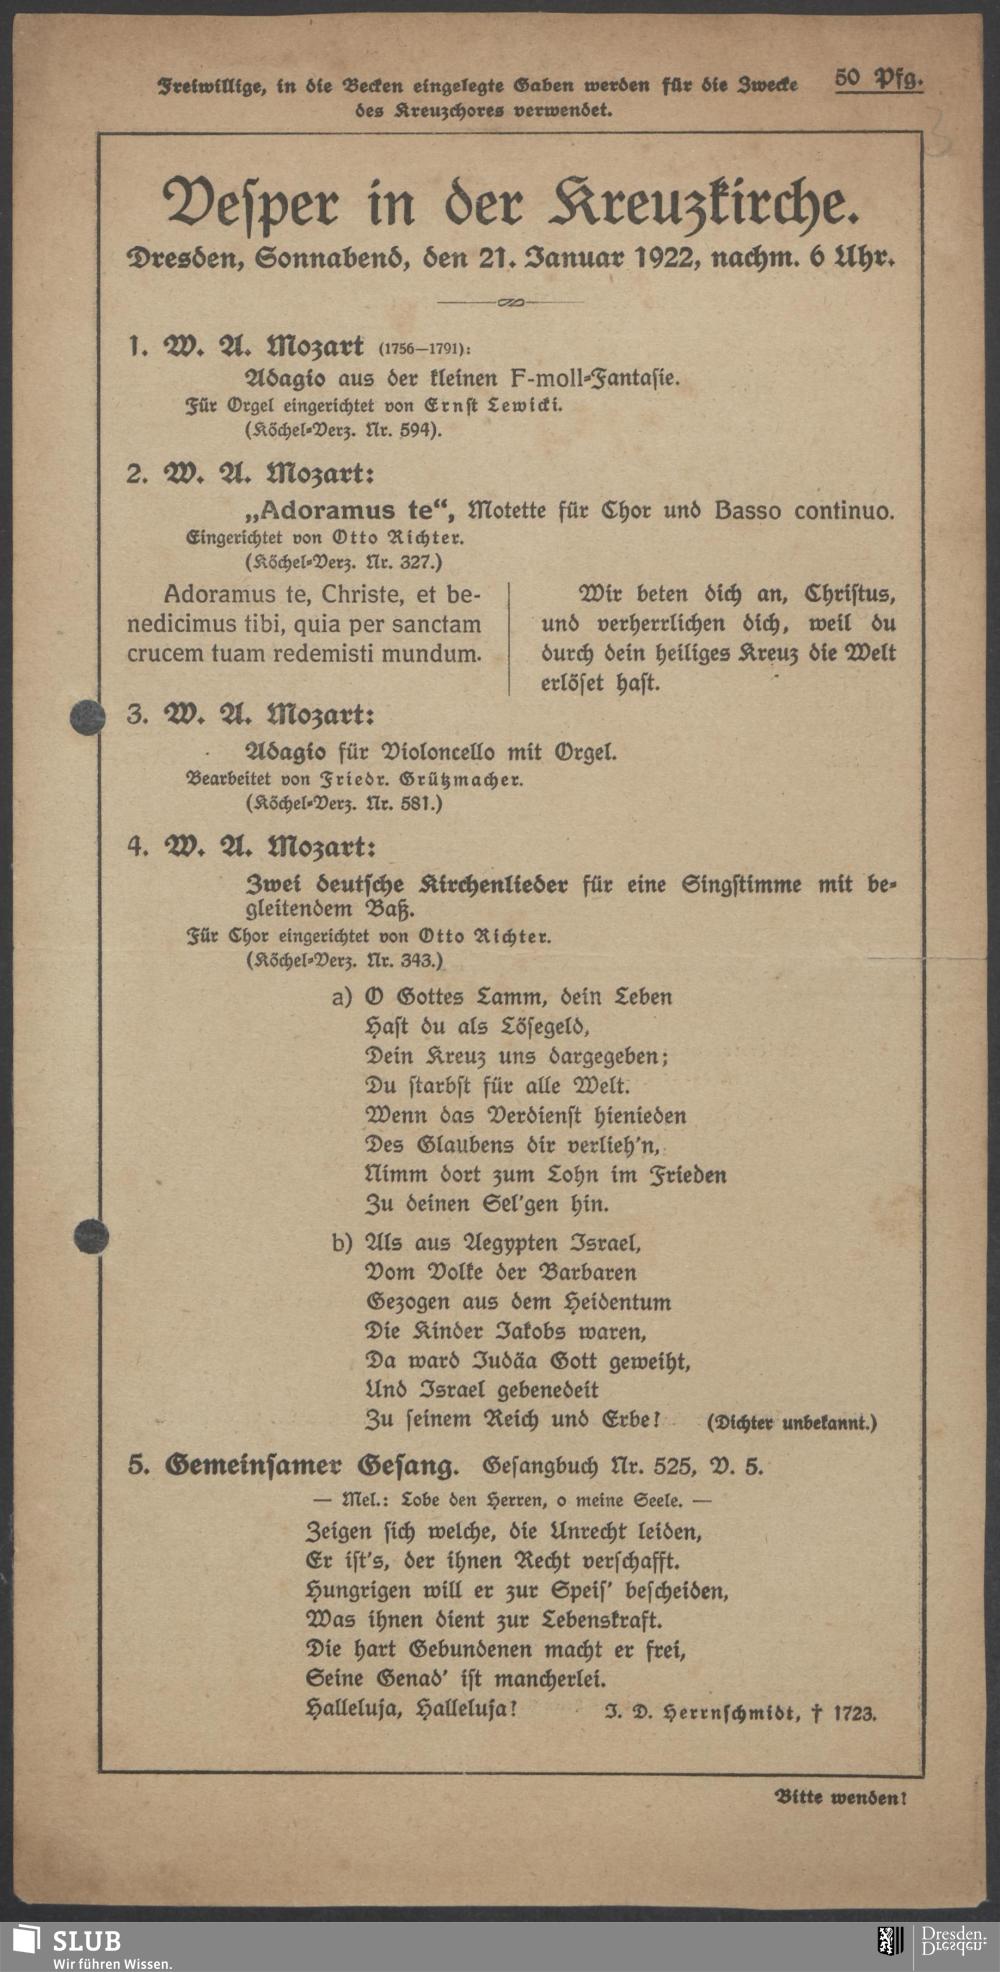 Freiwillige, in die Becken eingelegte Gaben werden für die Zwecke
des Kreuzchores verwendet.
50 Pfg.
3
Vesper in der Kreuzkirche.
Dresden, Sonnabend, den 21. Januar 1922, nachm. 6 Uhr.
1. W. A. Mozart (1756—1791):
Adagio aus der kleinen F-moll-Fantasie.
Für Orgel eingerichtet von Ernst Lewicki.
(Köchel-Verz. Nr. 594).
2. W. A. Mozart:
„Adoramus te“, Motette für Chor und Basso continuo.
Eingerichtet von Otto Richter.
(Köchel-Verz. Nr. 327.)
Adoramus te, Christe, et be-
nedicimus tibi, quia per sanctam
crucem tuam redemisti mundum.
Wir beten dich an, Christus,
und verherrlichen dich, weil du
durch dein heiliges Kreuz die Welt
erlöset hast.
3. W. A. Mozart:
Adagio für Violoncello mit Orgel.
Bearbeitet von Friedr. Grützmacher.
(Köchel-Verz. Nr. 581.)
4. W. A. Mozart:
Zwei deutsche Kirchenlieder für eine Singstimme mit be-
gleitendem Baß.
Für Chor eingerichtet von Otto Richter.
(Köchel-Verz. Nr. 343.)
a) O Gottes Lamm, dein Leben
Hast du als Lösegeld,
Dein Kreuz uns dargegeben;
Du starbst für alle Welt.
Wenn das Verdienst hienieden
Des Glaubens dir verlieh'n,
Nimm dort zum Lohn im Frieden
Zu deinen Sel'gen hin.
b) Als aus Aegypten Israel,
Vom Volke der Barbaren
Gezogen aus dem Heidentum
Die Kinder Jakobs waren,
Da ward Judäa Gott geweiht,
Und Israel gebenedeit
Zu seinem Reich und Erbe! (Dichter unbekannt.)
5. Gemeinsamer Gesang. Gesangbuch Nr. 525, V. 5.
— Mel.: Lobe den Herren, o meine Seele. —
Zeigen sich welche, die Unrecht leiden,
Er ist's, der ihnen Recht verschafft.
Hungrigen will er zur Speis' bescheiden,
Was ihnen dient zur Lebenskraft.
Die hart Gebundenen macht er frei,
Seine Genad' ist mancherlei.
Halleluja, Halleluja! J. D. Herrnschmidt, † 1723.
Bitte wenden!
SLUB
Wir führen Wissen.
Dresden.
Dresden.